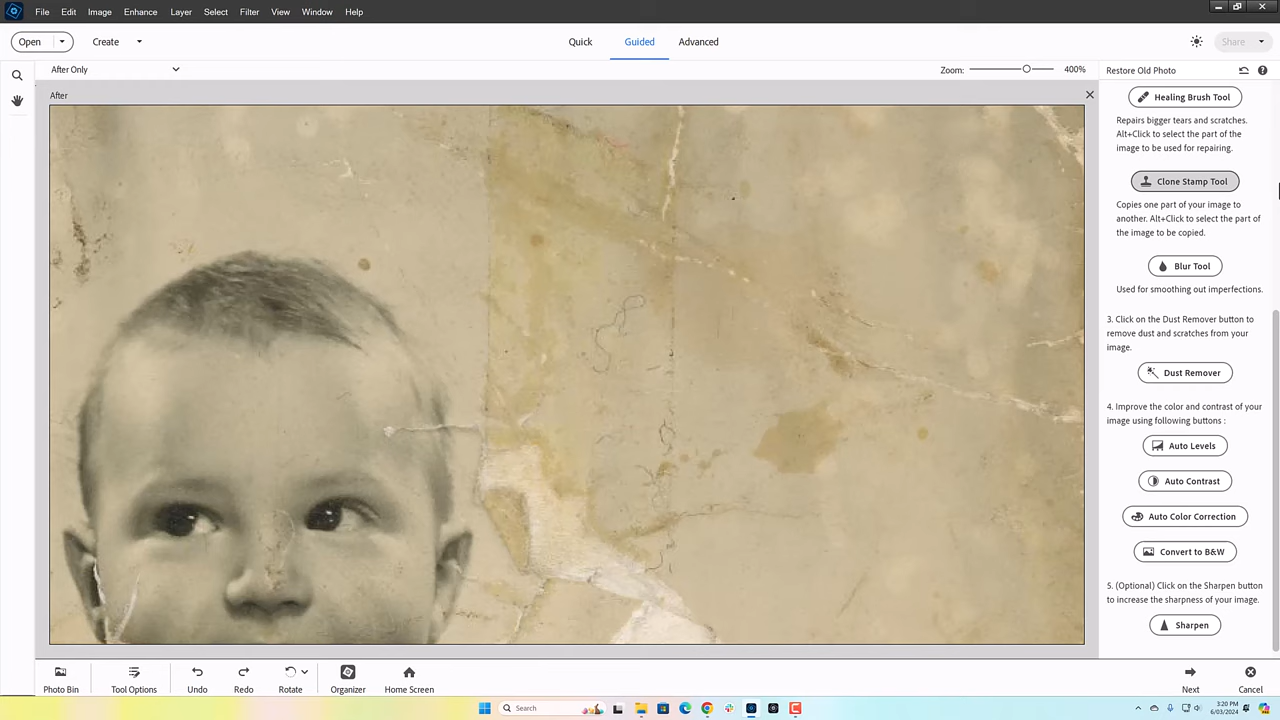 File Edit Image Enhance Layer Select Filter View Window Help
Open Create Quick Guided Advanced Share
After Only Zoom: 400% Restore Old Photo
After
Healing Brush Tool
Repairs bigger tears and scratches.
Alt+Click to select the part of the
image to be used for repairing.
Clone Stamp Tool
Copies one part of your image to
another. Alt+Click to select the part of
the image to be copied.
Blur Tool
Used for smoothing out imperfections.
3. Click on the Dust Remover button to
remove dust and scratches from your
image.
Dust Remover
4. Improve the color and contrast of your
image using following buttons :
Auto Levels
Auto Contrast
Auto Color Correction
Convert to B&W
5. (Optional) Click on the Sharpen button
to increase the sharpness of your image.
Sharpen
Photo Bin Tool Options Undo Redo Rotate Organizer Home Screen Next Cancel
Search 3:20 PM
6/03/2024